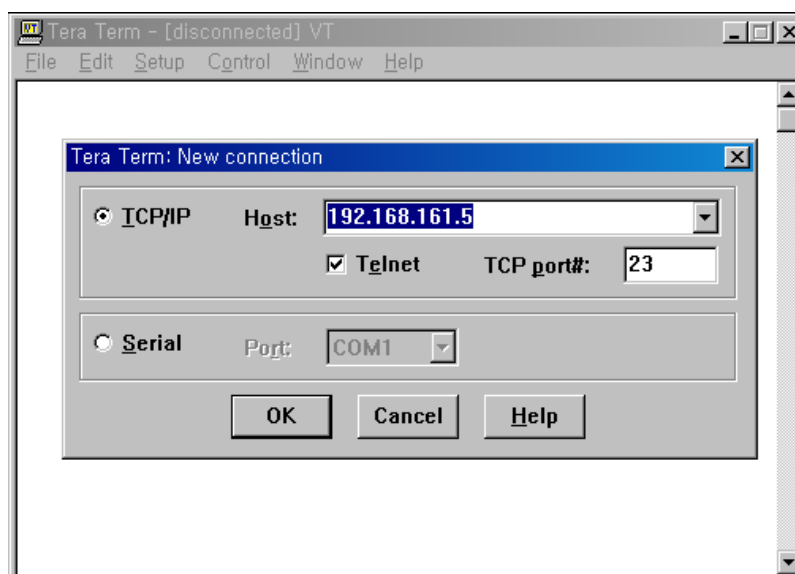 Tera Term - [disconnected] VT
File Edit Setup Control Window Help
Tera Term: New connection
TCP/IP Host: 192.168.161.5
Telnet TCP port#: 23
Serial Port: COM1
OK Cancel Help